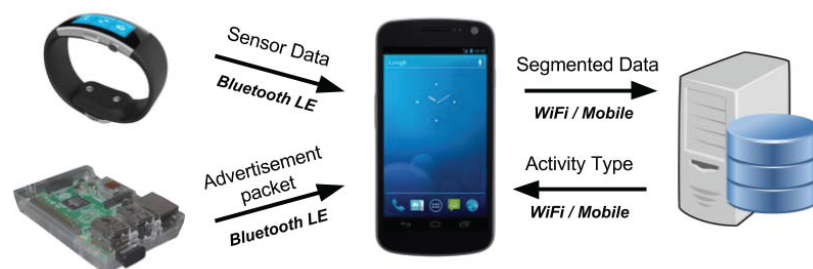 Sensor Data
Bluetooth LE
Advertisement
packet
Bluetooth LE
Google
Segmented Data
WiFi / Mobile
Activity Type
WiFi / Mobile